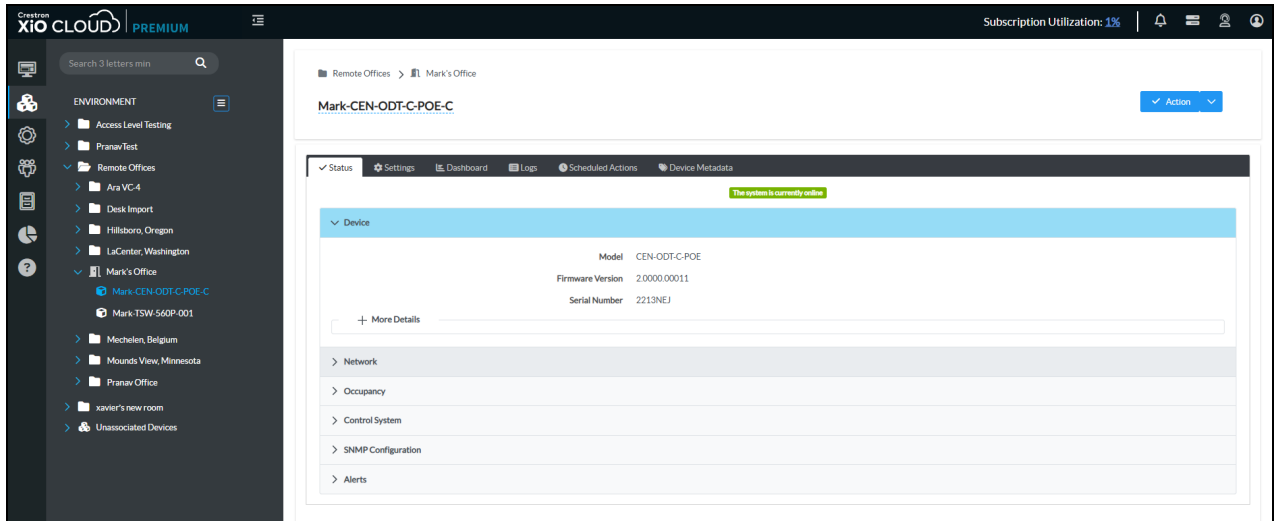 Crestron
XiO CLOUD PREMIUM
Subscription Utilization: 1%
Search 3 letters min
ENVIRONMENT
Access Level Testing
PranavTest
Remote Offices
Ara VC-4
Desk Import
Hillsboro, Oregon
LaCenter, Washington
Mark's Office
Mark-CEN-ODT-C-POE-C
Mark-TSW-560P-001
Mechelen, Belgium
Mounds View, Minnesota
Pranav Office
xavier's new room
Unassociated Devices
Remote Offices > Mark's Office
Mark-CEN-ODT-C-POE-C
Action
Status Settings Dashboard Logs Scheduled Actions Device Metadata
The system is currently online
Device
Model CEN-ODT-C-POE
Firmware Version 2.0000.00011
Serial Number 2213NEJ
+ More Details
Network
Occupancy
Control System
SNMP Configuration
Alerts